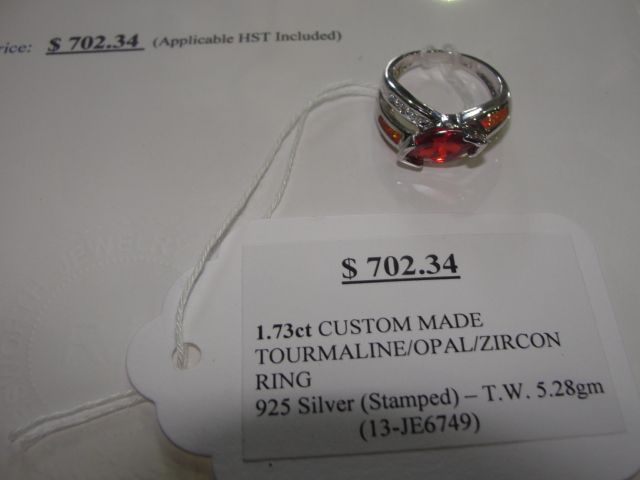 rice: $ 702.34 (Applicable HST Included)
$ 702.34
1.73ct CUSTOM MADE
TOURMALINE/OPAL/ZIRCON
RING
925 Silver (Stamped) – T.W. 5.28gm
(13-JE6749)
JEWELRY